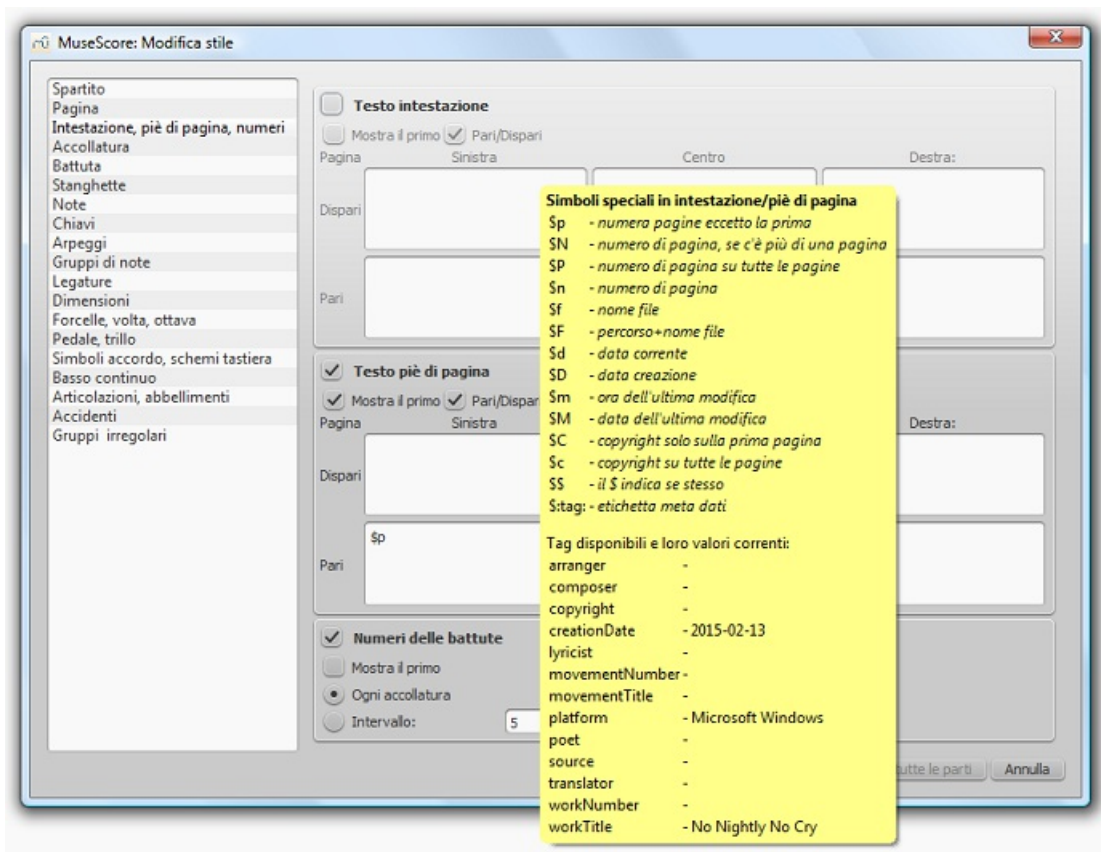 MuseScore: Modifica stile
Spartito
Pagina
Intestazione, piè di pagina, numeri
Accollatura
Battuta
Stanghette
Note
Chiavi
Arpeggi
Gruppi di note
Legature
Dimensioni
Forcelle, volta, ottava
Pedale, trillo
Simboli accordo, schemi tastiera
Basso continuo
Articolazioni, abbellimenti
Accidenti
Gruppi irregolari
Testo intestazione
Mostra il primo Pari/Dispari
Pagina Sinistra Centro Destra:
Dispari
Pari
Testo piè di pagina
Mostra il primo Pari/Dispar
Pagina Sinistra Destra:
Dispari
Pari $p
Numeri delle battute
Mostra il primo
Ogni accollatura
Intervallo: 5
tutte le parti Annulla
Simboli speciali in intestazione/piè di pagina
$p - numera pagine eccetto la prima
$N - numero di pagina, se c'è più di una pagina
$P - numero di pagina su tutte le pagine
$n - numero di pagina
$f - nome file
$F - percorso+nome file
$d - data corrente
$D - data creazione
$m - ora dell'ultima modifica
$M - data dell'ultima modifica
$C - copyright solo sulla prima pagina
$c - copyright su tutte le pagine
$$ - il $ indica se stesso
$:tag: - etichetta meta dati
Tag disponibili e loro valori correnti:
arranger -
composer -
copyright -
creationDate - 2015-02-13
lyricist -
movementNumber -
movementTitle -
platform - Microsoft Windows
poet -
source -
translator -
workNumber -
workTitle - No Nightly No Cry